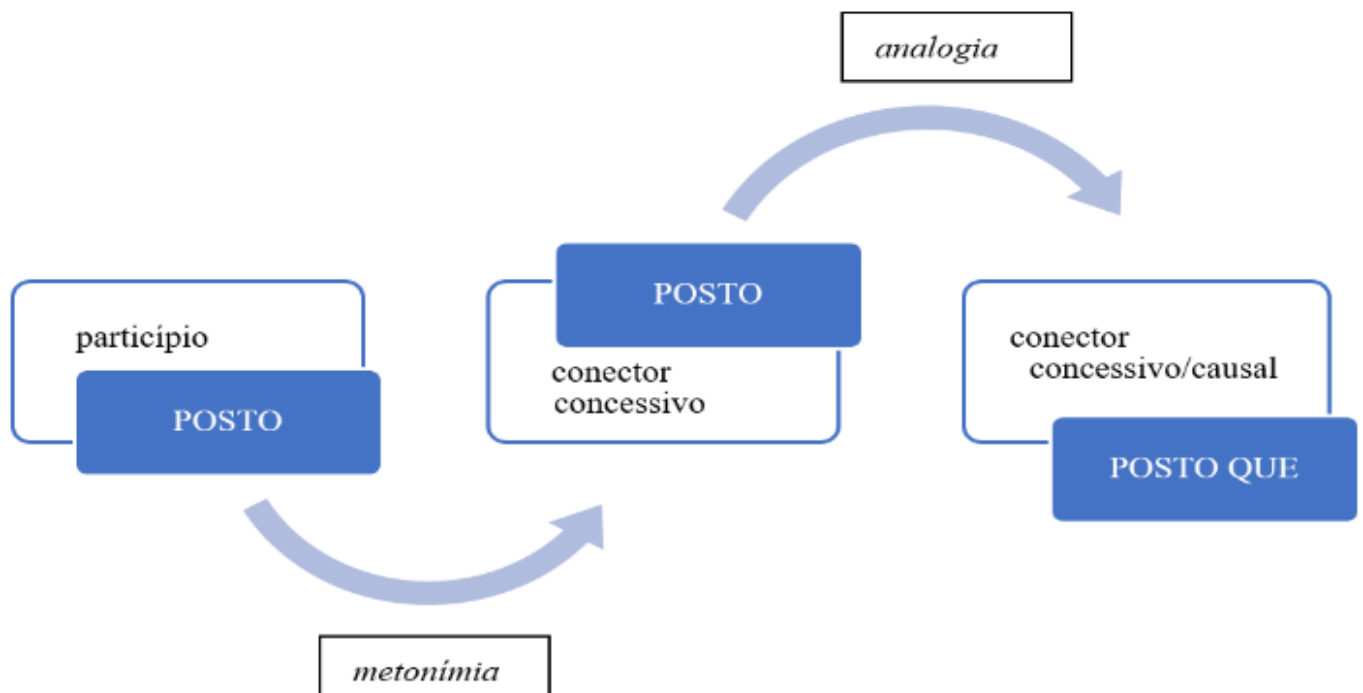 analogia
particípio
POSTO
POSTO
conector
concessivo
conector
concessivo/causal
POSTO QUE
metonímia